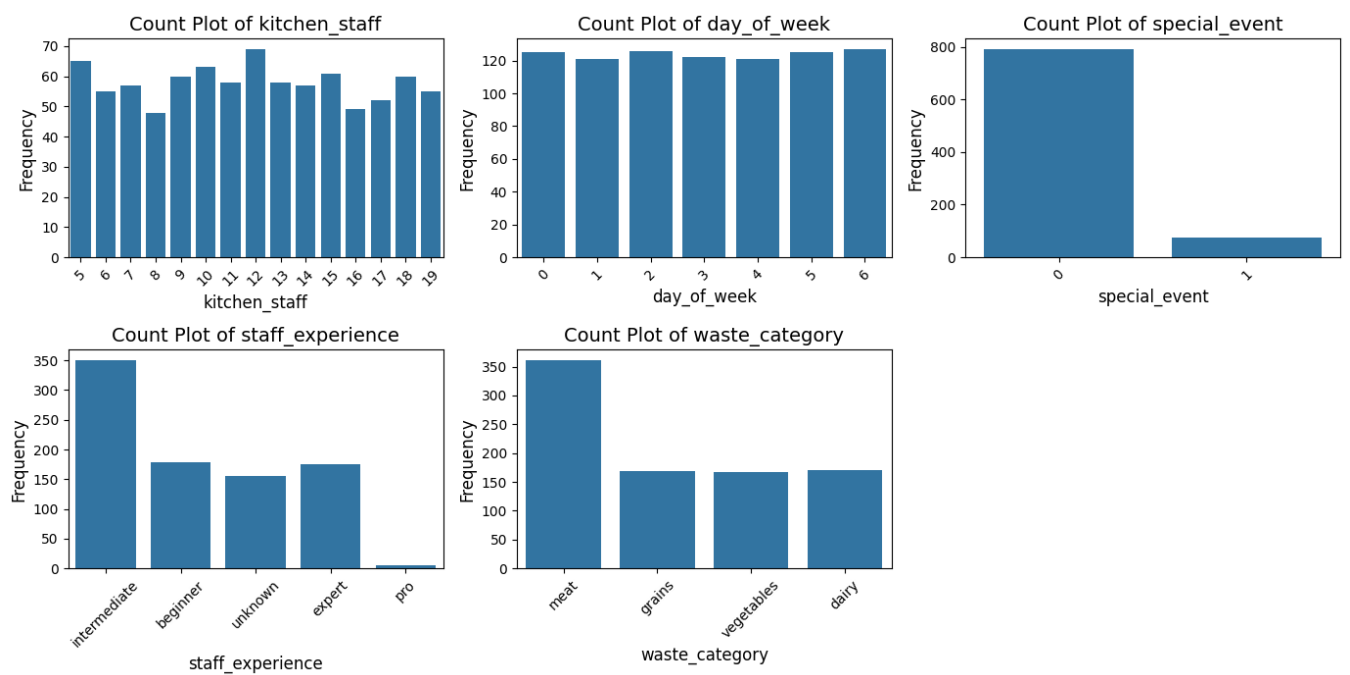 Count Plot of kitchen_staff
70
60
50
40
30
20
10
0
Frequency
5 6 7 8 9 10 11 12 13 14 15 16 17 18 19
kitchen_staff
Count Plot of day_of_week
120
100
80
60
40
20
0
Frequency
0 1 2 3 4 5 6
day_of_week
Count Plot of special_event
800
600
400
200
0
Frequency
0 1
special_event
Count Plot of staff_experience
350
300
250
200
150
100
50
0
Frequency
intermediate beginner unknown expert pro
staff_experience
Count Plot of waste_category
350
300
250
200
150
100
50
0
Frequency
meat grains vegetables dairy
waste_category